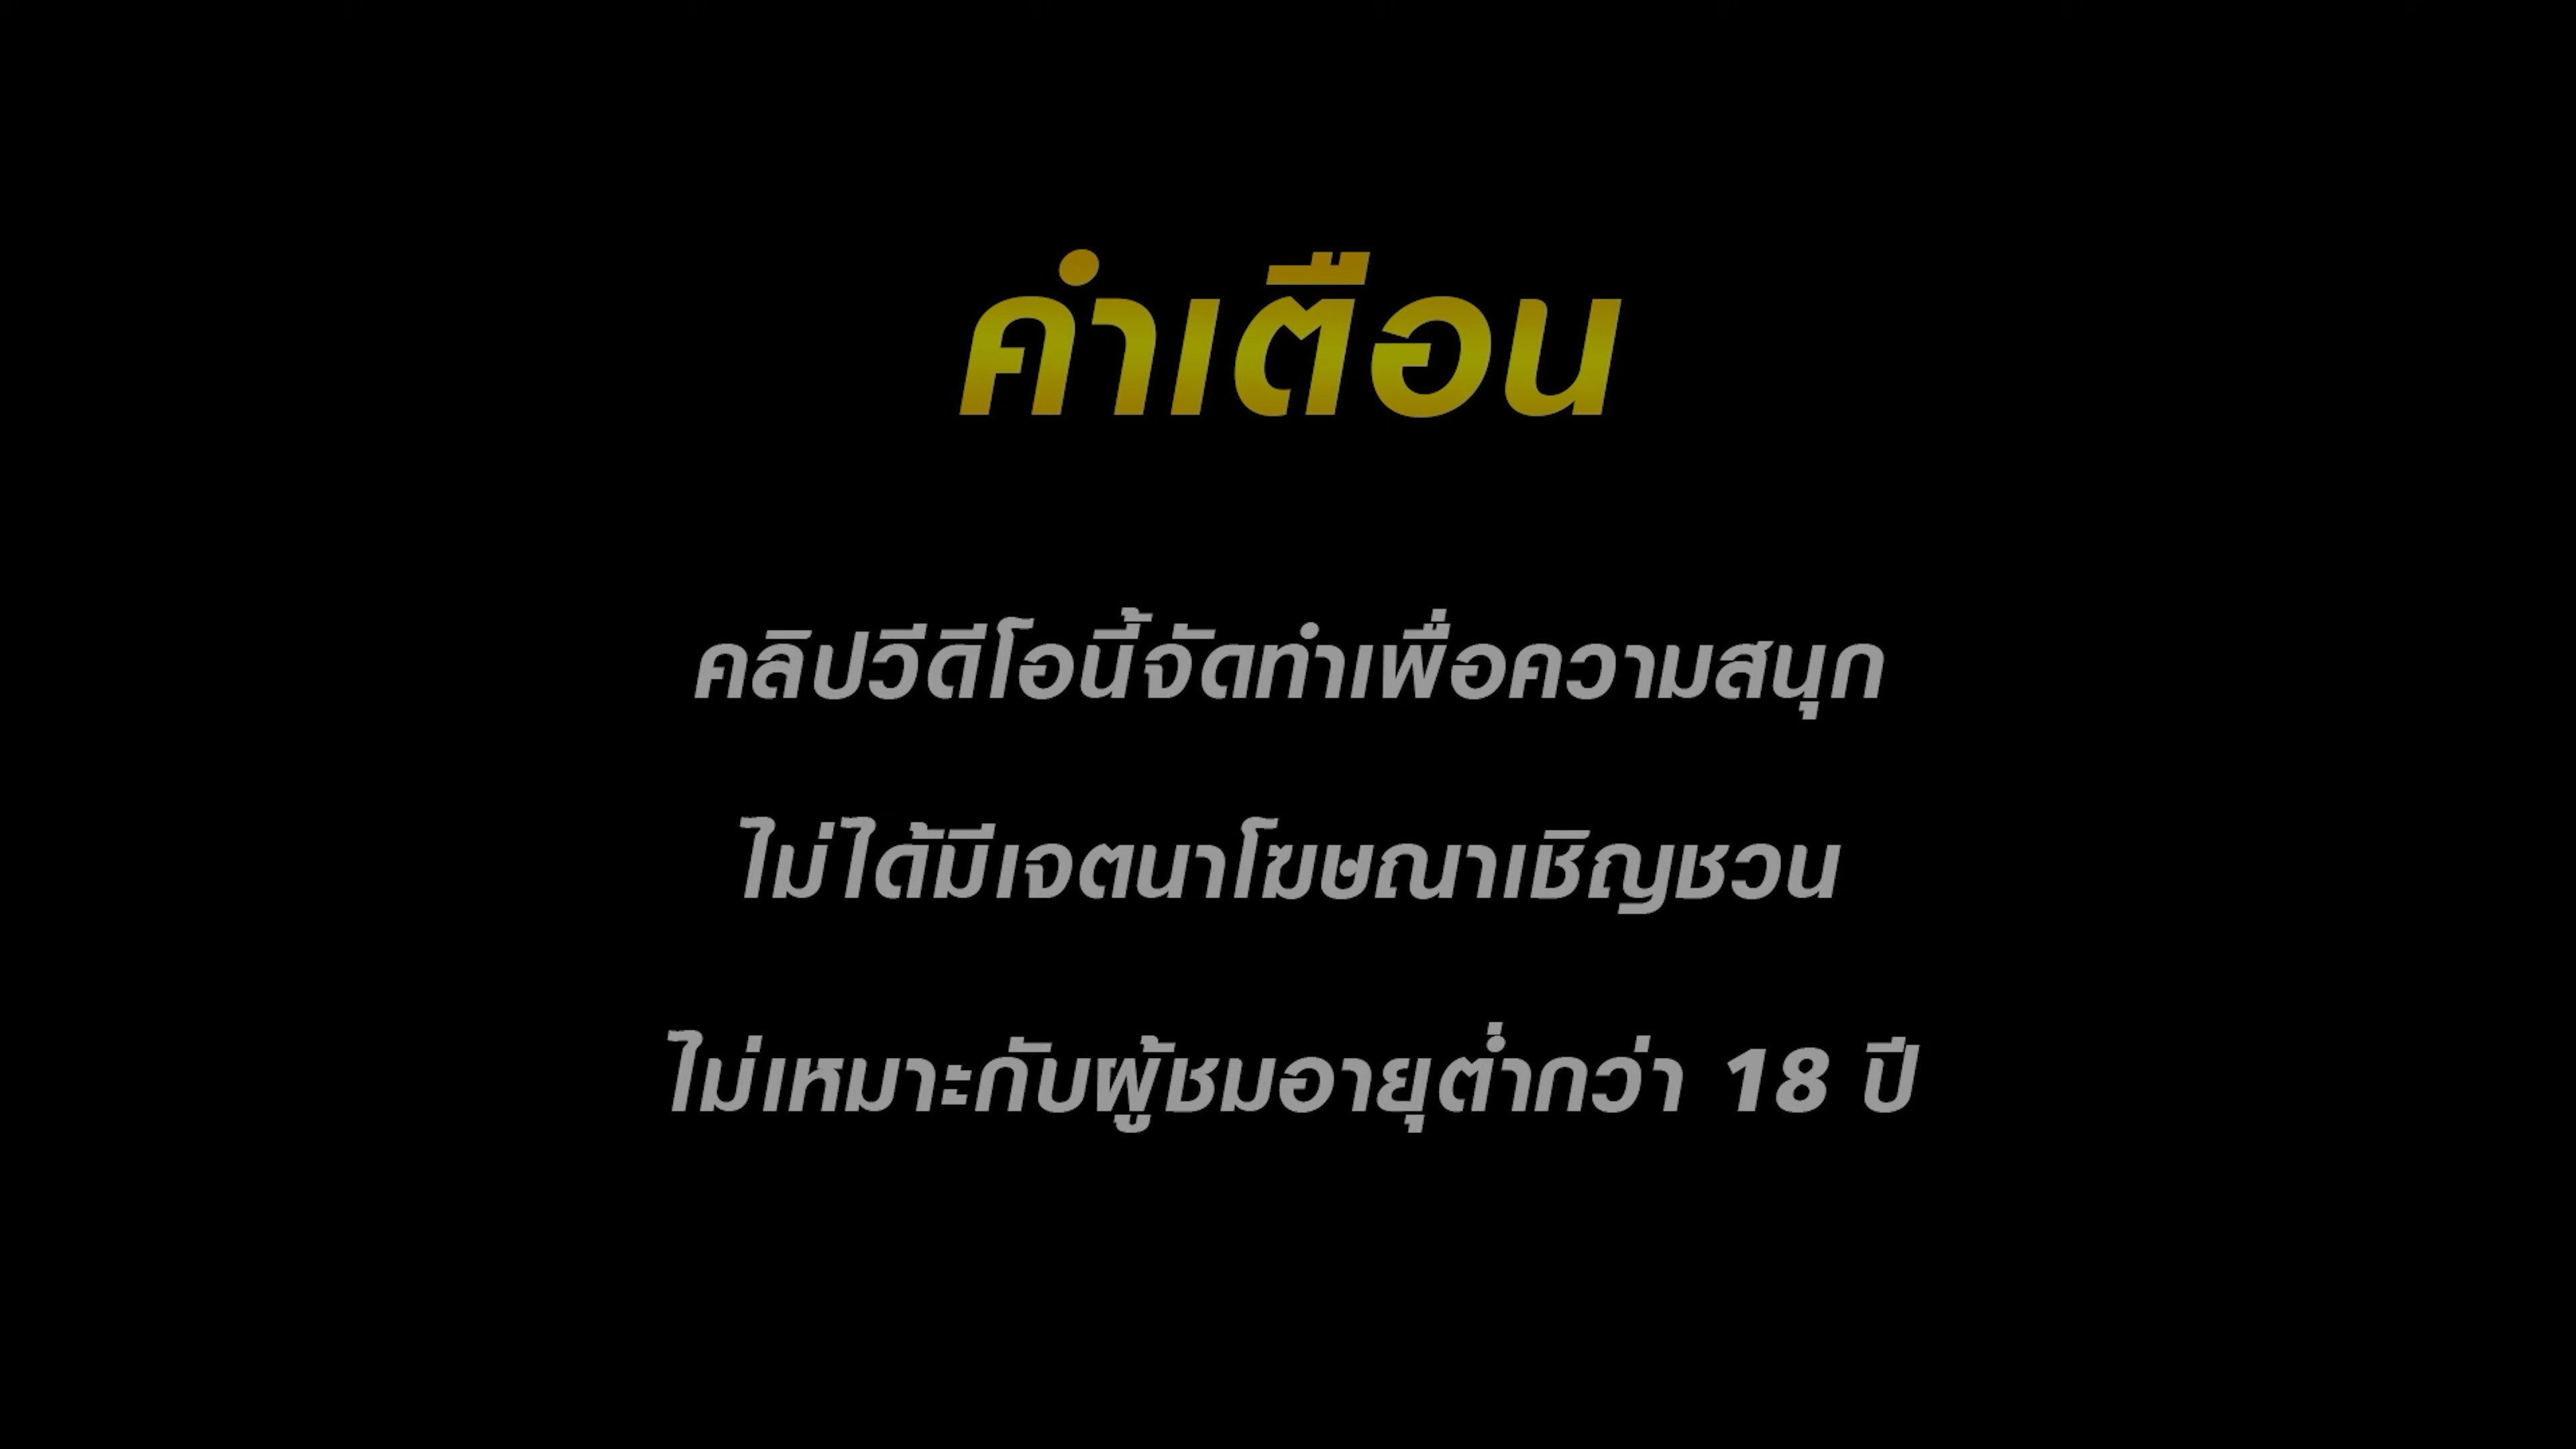 คำเตือน
คลิปวีดีโอนี้จัดทำเพื่อความสนุก
ไม่ได้มีเจตนาโฆษณาเชิญชวน
ไม่เหมาะกับผู้ชมอายุต่ำกว่า 18 ปี